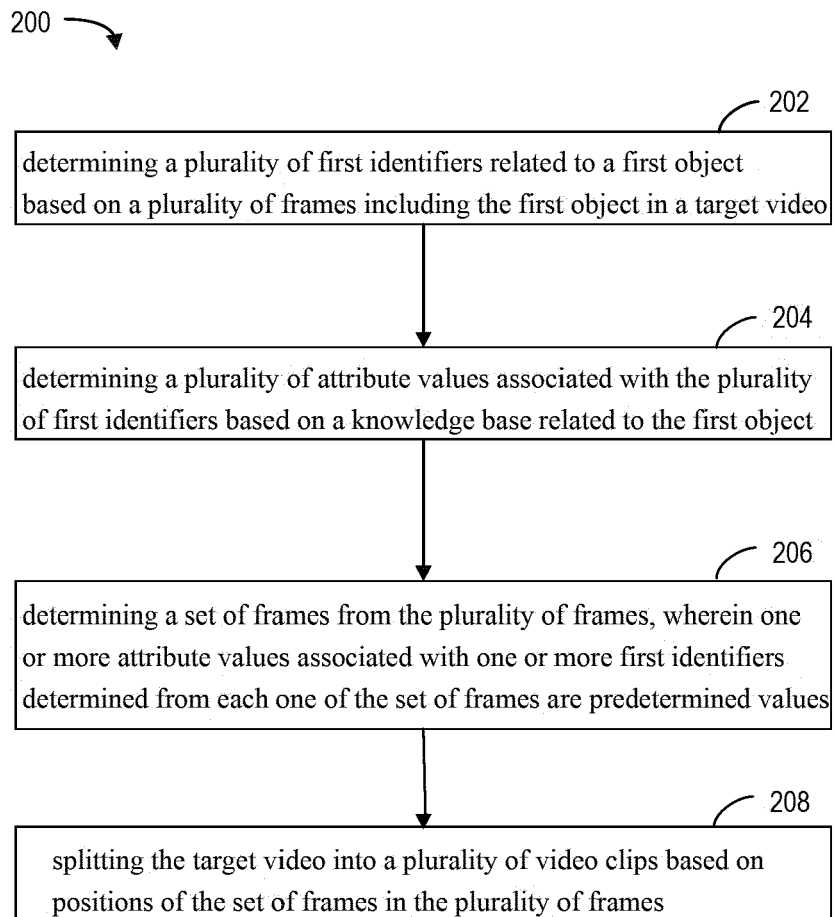 200
202
determining a plurality of first identifiers related to a first object
based on a plurality of frames including the first object in a target video
204
determining a plurality of attribute values associated with the plurality
of first identifiers based on a knowledge base related to the first object
206
determining a set of frames from the plurality of frames, wherein one
or more attribute values associated with one or more first identifiers
determined from each one of the set of frames are predetermined values
208
splitting the target video into a plurality of video clips based on
positions of the set of frames in the plurality of frames